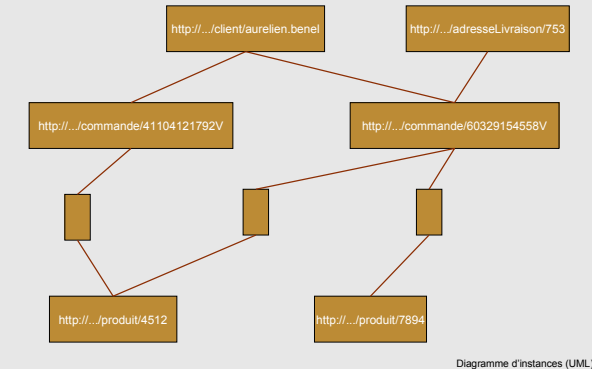 http://.../client/aurelien.benel
http://.../adresseLivraison/753
http://.../commande/41104121792V
http://.../commande/60329154558V
http://.../produit/4512
http://.../produit/7894
Diagramme d'instances (UML)